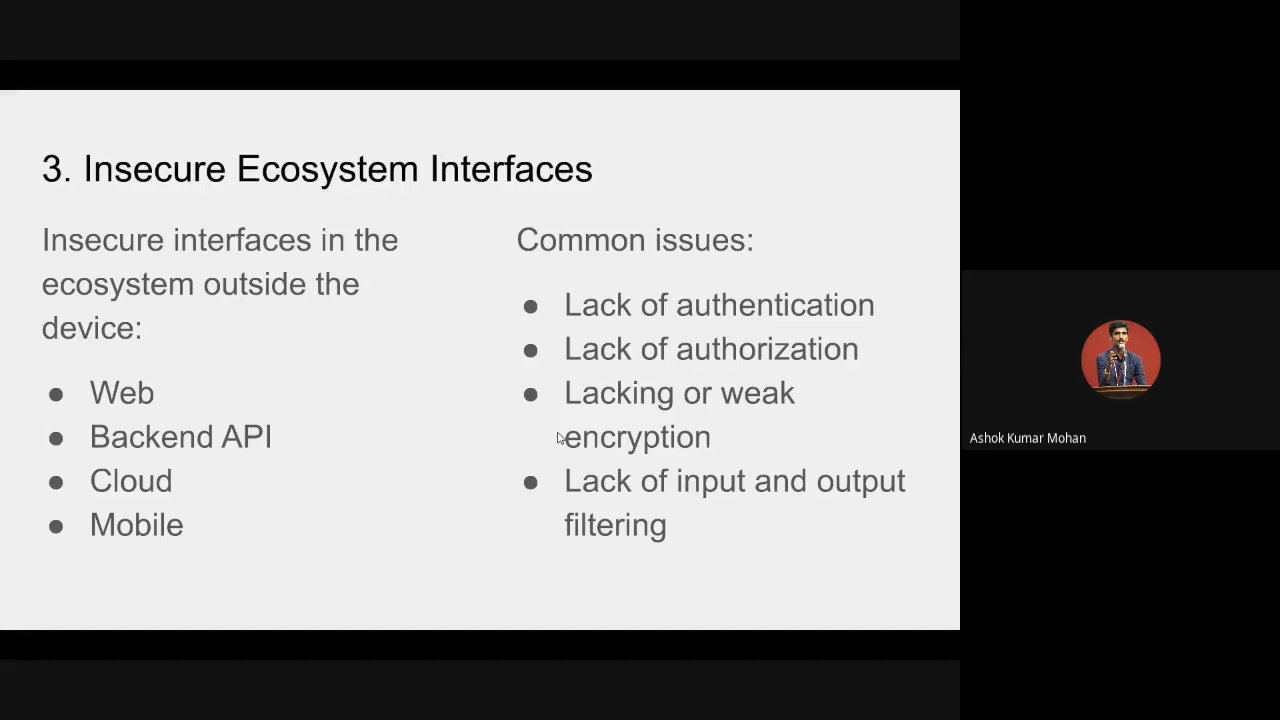 3. Insecure Ecosystem Interfaces
Insecure interfaces in the
ecosystem outside the
device:
● Web
● Backend API
● Cloud
● Mobile
Common issues:
● Lack of authentication
● Lack of authorization
● Lacking or weak
encryption
● Lack of input and output
filtering
Ashok Kumar Mohan